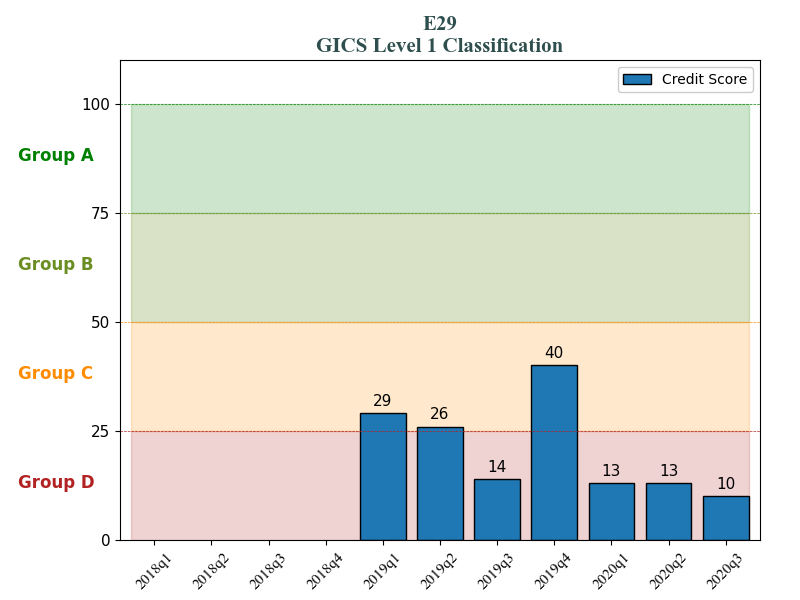 E29
GICS Level 1 Classification
Credit Score
100
Group A
75
Group B
50
40
Group C
29
26
25
14
13
13
10
Group D
0
2018q1
2018q2
2018q3
2018q4
2019q1
2019q2
2019q3
2019q4
2020q1
2020q2
2020q3